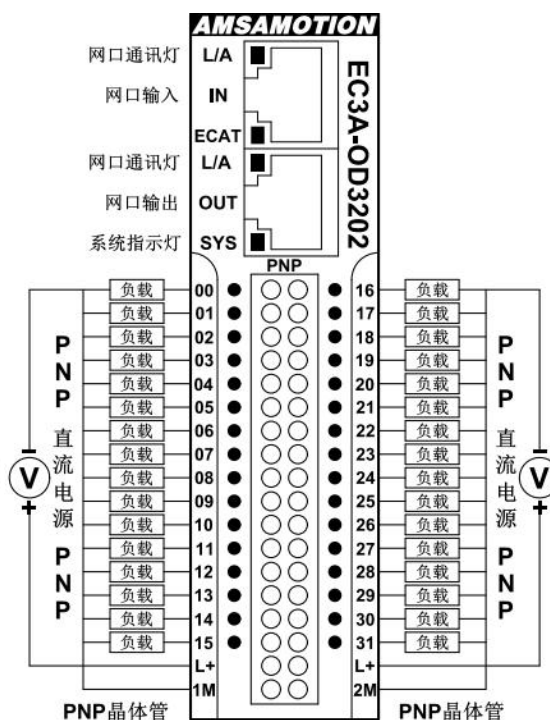 AMSAMOTION
网口通讯灯 L/A
网口输入 IN
ECAT
网口通讯灯 L/A
网口输出 OUT
系统指示灯 SYS
EC3A-OD3202
PNP
负载 00 16 负载
负载 01 17 负载
负载 02 18 负载
负载 03 19 负载
负载 04 20 负载
负载 05 21 负载
负载 06 22 负载
负载 07 23 负载
负载 08 24 负载
负载 09 25 负载
负载 10 26 负载
负载 11 27 负载
负载 12 28 负载
负载 13 29 负载
负载 14 30 负载
负载 15 31 负载
L+ L+
1M 2M
PNP 直流电源 PNP
- V +
PNP 直流电源 PNP
- V +
PNP晶体管 PNP晶体管